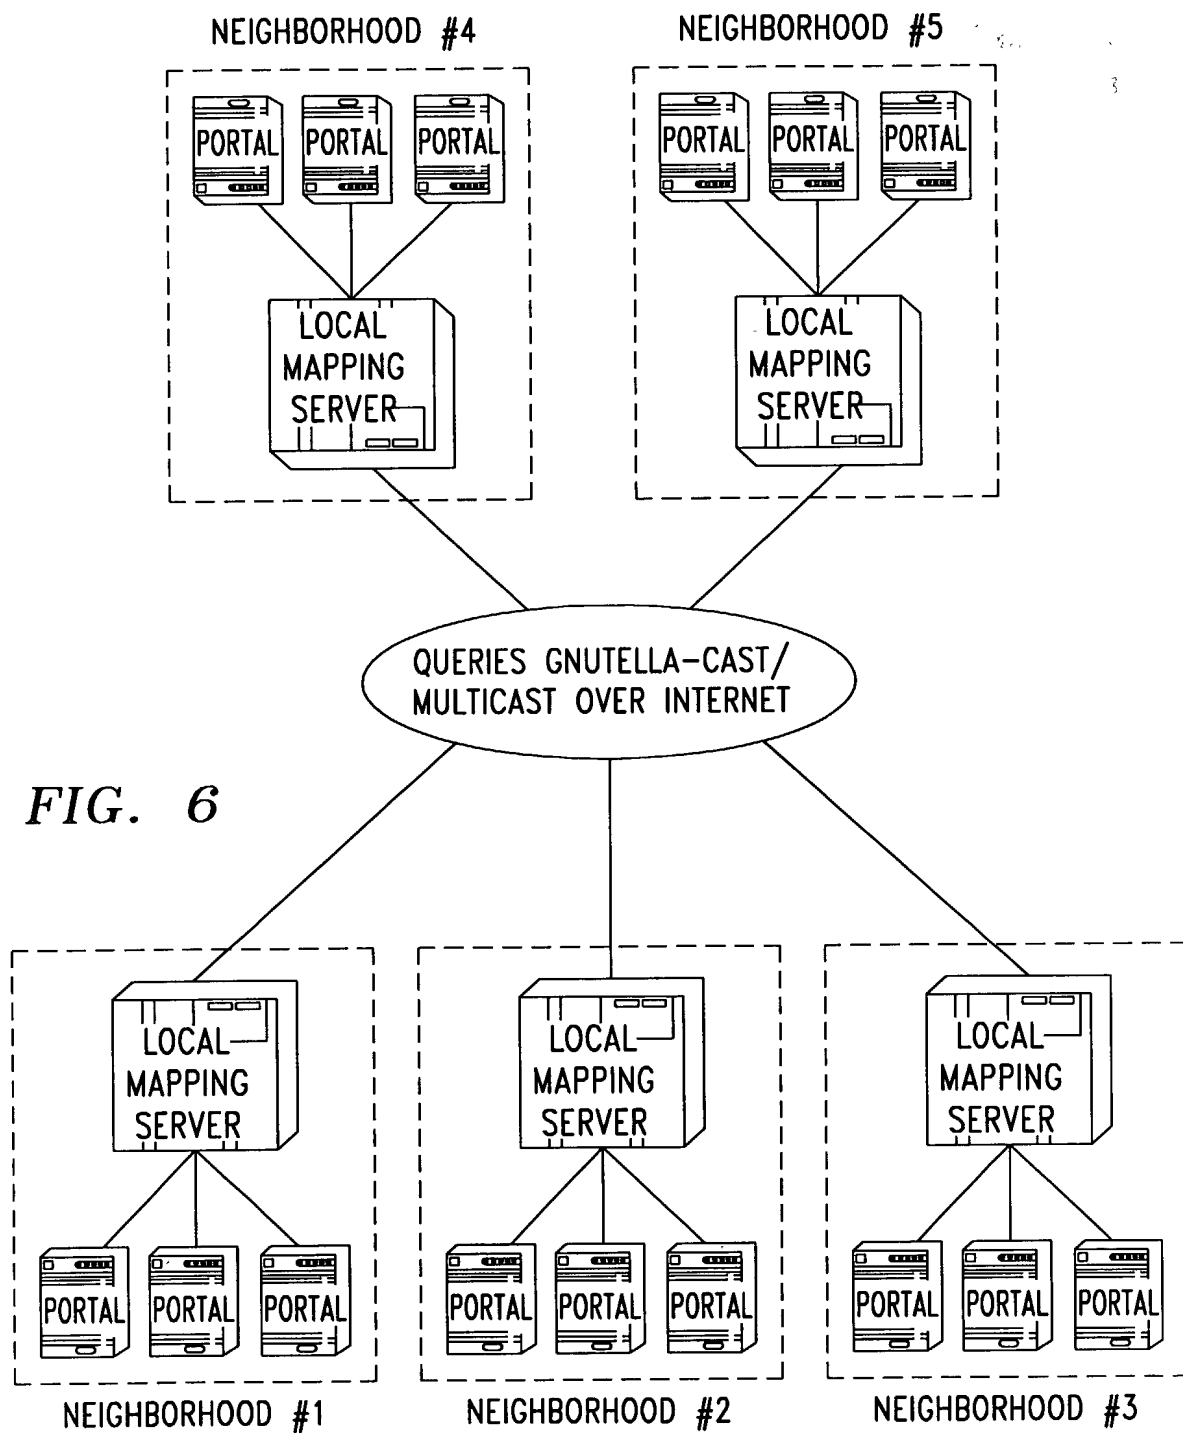 NEIGHBORHOOD #4
NEIGHBORHOOD #5
PORTAL PORTAL PORTAL
PORTAL PORTAL PORTAL
LOCAL
MAPPING
SERVER
LOCAL
MAPPING
SERVER
QUERIES GNUTELLA-CAST/
MULTICAST OVER INTERNET
FIG. 6
LOCAL
MAPPING
SERVER
LOCAL
MAPPING
SERVER
LOCAL
MAPPING
SERVER
PORTAL PORTAL PORTAL
PORTAL PORTAL PORTAL
PORTAL PORTAL PORTAL
NEIGHBORHOOD #1
NEIGHBORHOOD #2
NEIGHBORHOOD #3